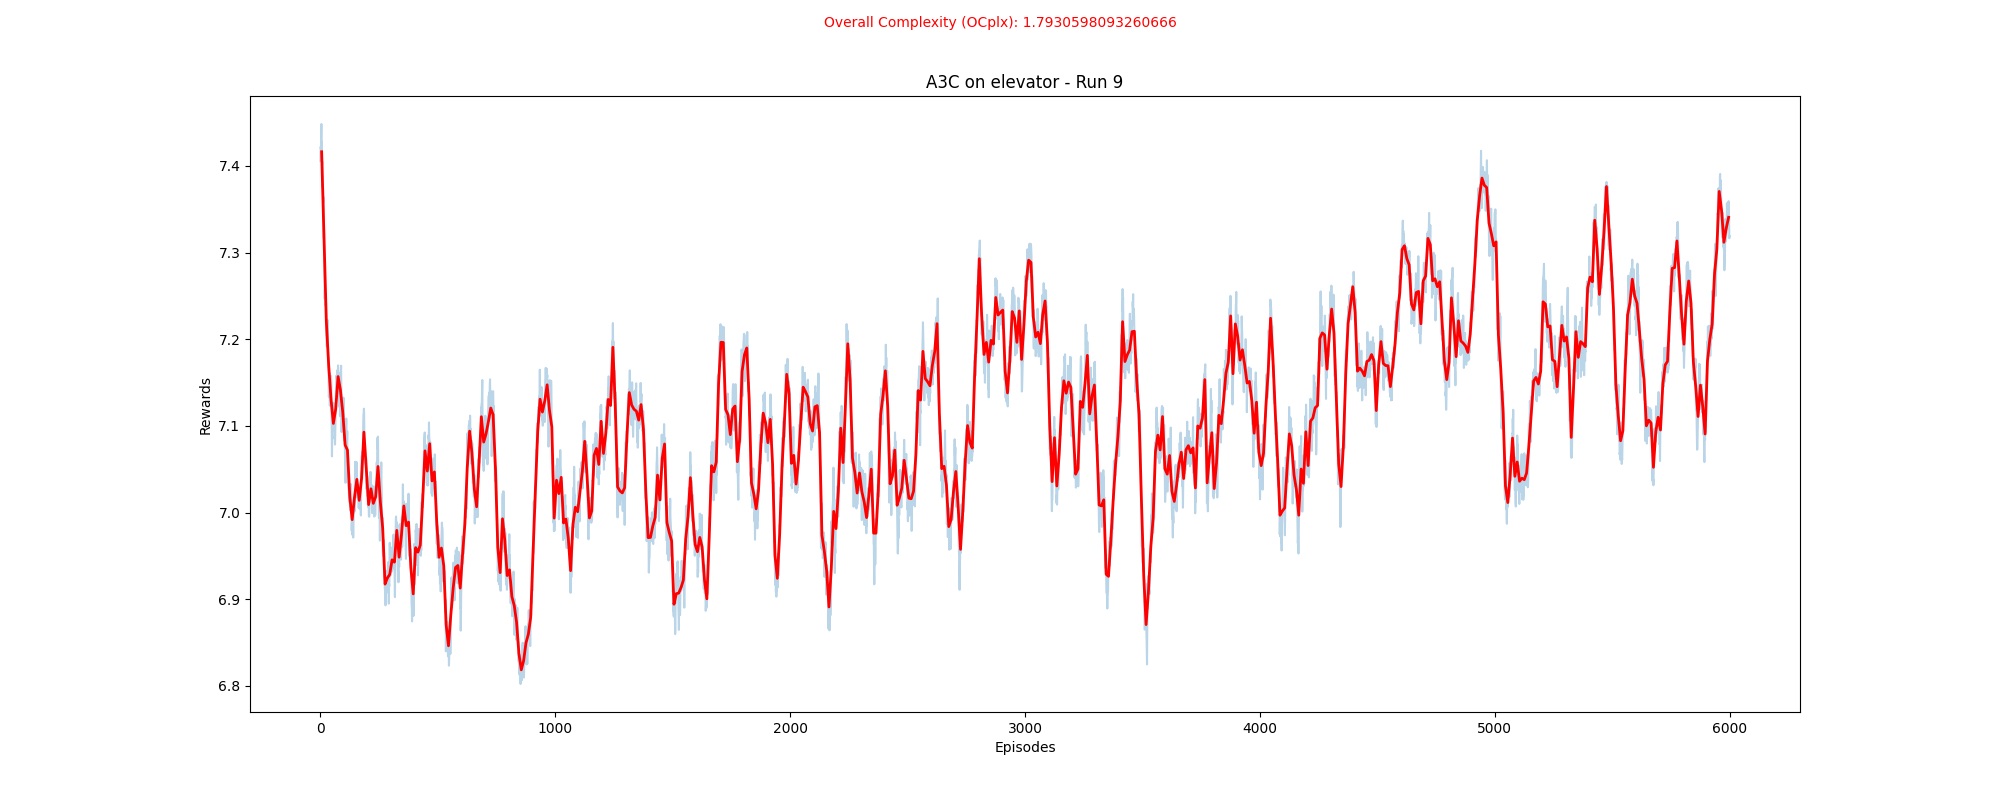 Overall Complexity (OCplx): 1.7930598093260666
A3C on elevator - Run 9
7.4
7.3
7.2
7.1
7.0
6.9
6.8
Rewards
0 1000 2000 3000 4000 5000 6000
Episodes